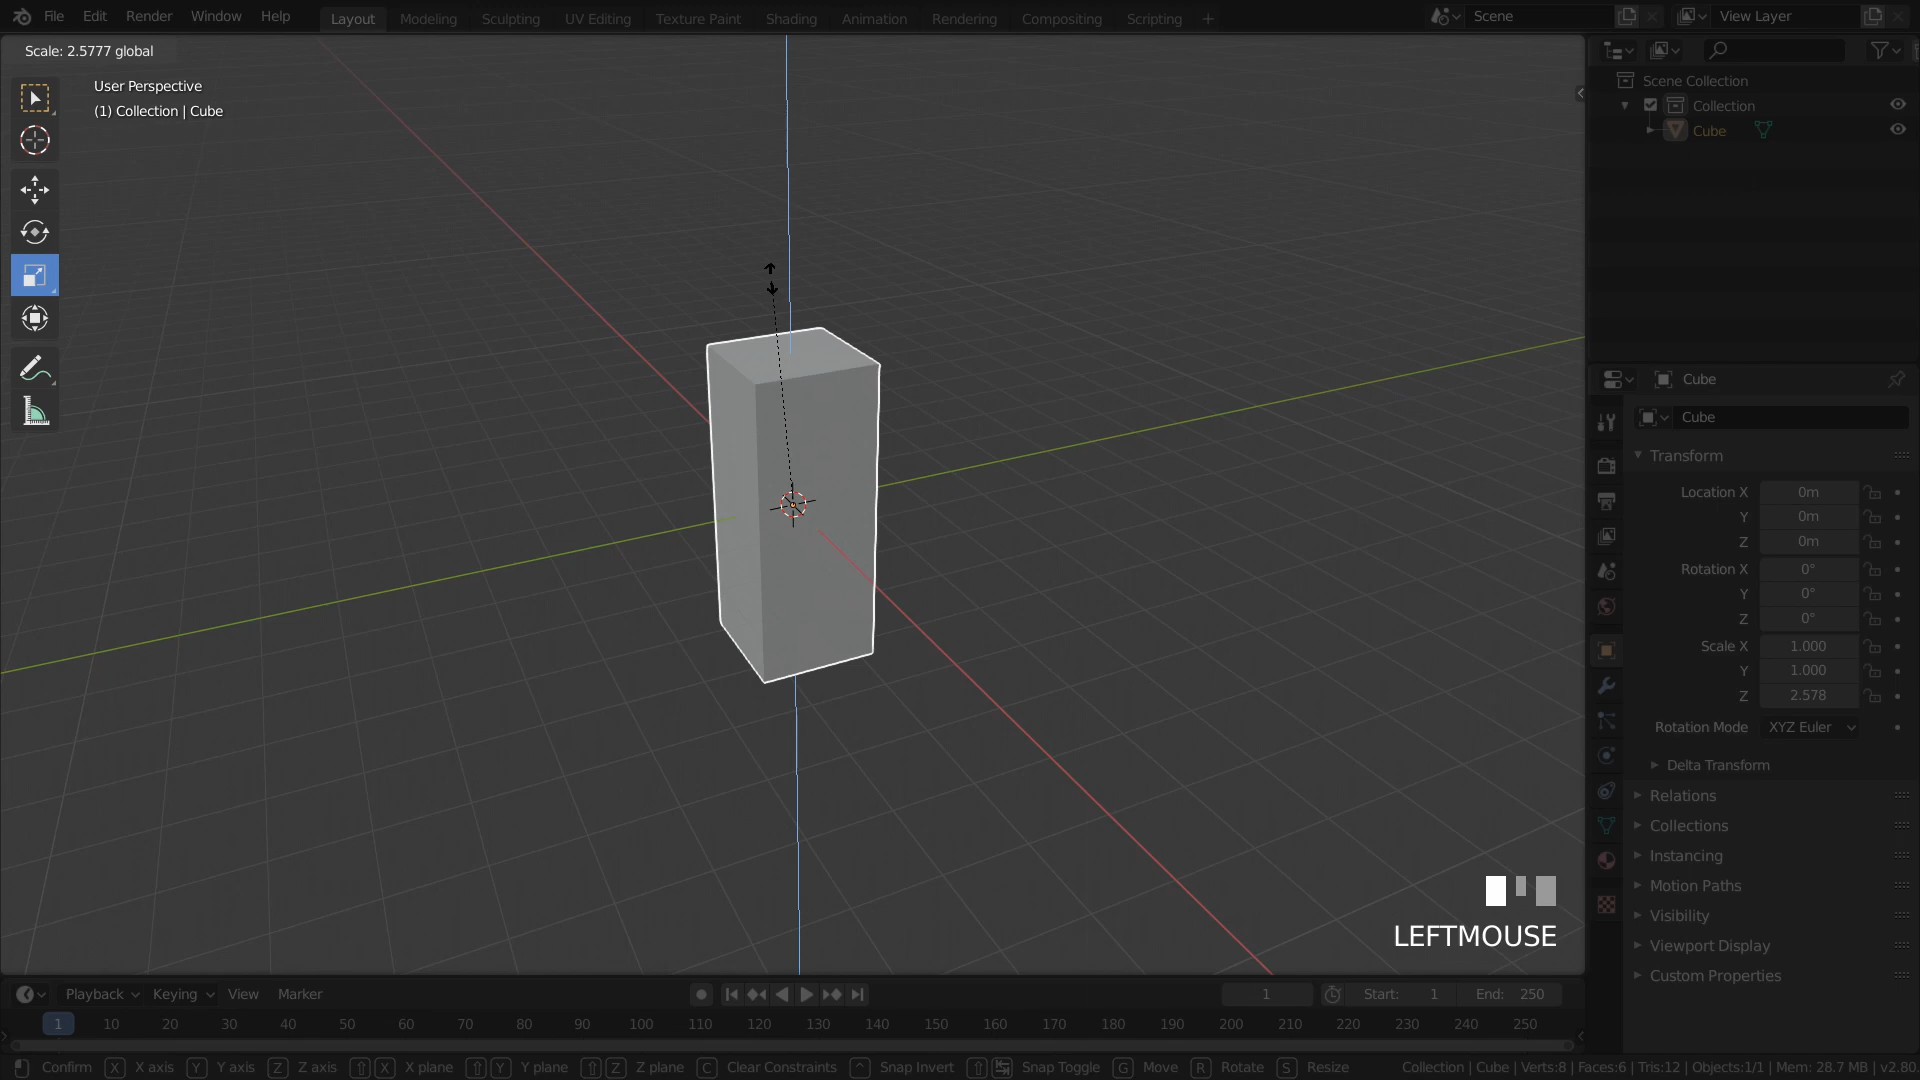 File Edit Render Window Help Layout Modeling Sculpting UV Editing Texture Paint Shading Animation Rendering Compositing Scripting + Scene View Layer
Scale: 2.5777 global
User Perspective
(1) Collection | Cube
Scene Collection
Collection
Cube
Cube
Cube
Transform
Location X 0m
Y 0m
Z 0m
Rotation X 0°
Y 0°
Z 0°
Scale X 1.000
Y 1.000
Z 2.578
Rotation Mode XYZ Euler
Delta Transform
Relations
Collections
Instancing
Motion Paths
Visibility
Viewport Display
Custom Properties
LEFTMOUSE
Playback Keying View Marker 1 Start: 1 End: 250
1 10 20 30 40 50 60 70 80 90 100 110 120 130 140 150 160 170 180 190 200 210 220 230 240 250
Confirm X X axis Y Y axis Z Z axis X X plane Y Y plane Z Z plane C Clear Constraints ^ Snap Invert Snap Toggle G Move R Rotate S Resize Collection | Cube | Verts:8 | Faces:6 | Tris:12 | Objects:1/1 | Mem: 28.7 MB | v2.80.